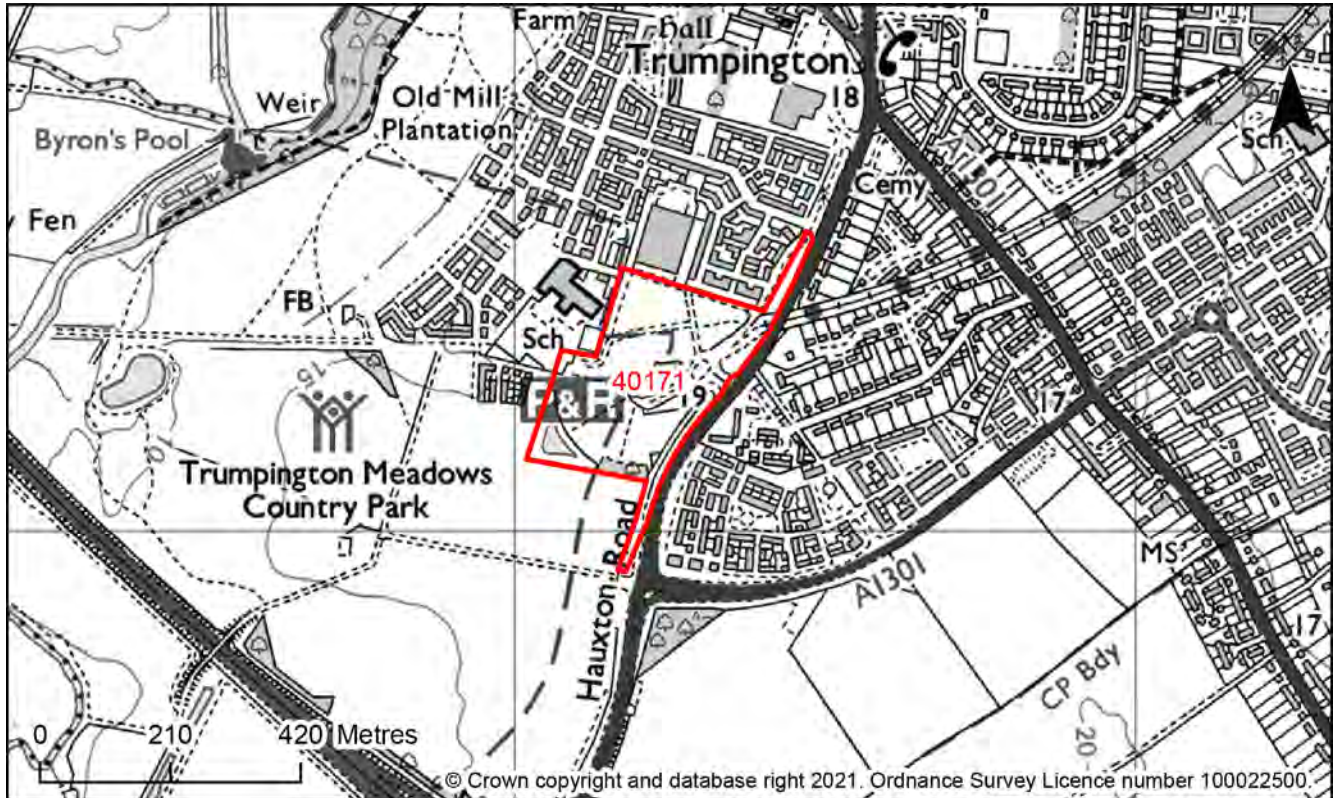 Farm
Hall
Trumpington
18
Weir
Old Mill
Plantation
Byron's Pool
Sch
Cemy
Fen
FB
Sch
40171
19
P & R
15
17
10
Trumpington Meadows
Country Park
Hauxton Road
MS
A1301
17
CP Bdy
20
0 210 420 Metres
© Crown copyright and database right 2021. Ordnance Survey Licence number 100022500.